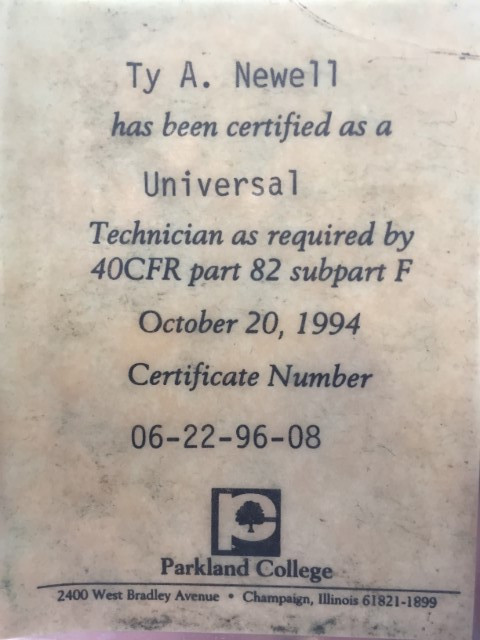 Ty A. Newell
has been certified as a
Universal
Technician as required by
40CFR part 82 subpart F
October 20, 1994
Certificate Number
06-22-96-08
PC
Parkland College
2400 West Bradley Avenue • Champaign, Illinois 61821-1899